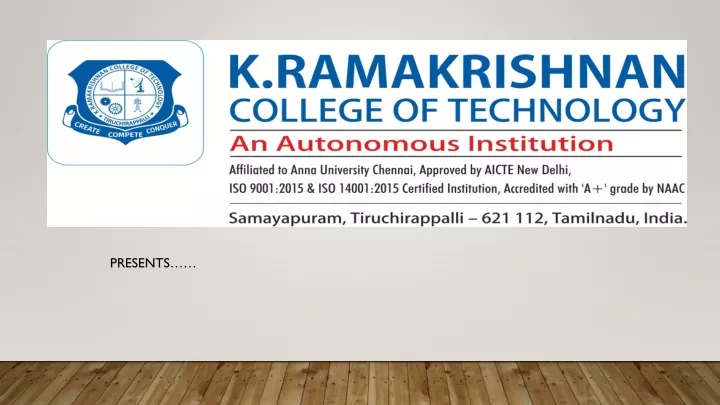 K. RAMAKRISHNAN COLLEGE OF TECHNOLOGY
TIRUCHIRAPPALLI
CREATE COMPETE CONQUER
K.RAMAKRISHNAN
COLLEGE OF TECHNOLOGY
An Autonomous Institution
Affiliated to Anna University Chennai, Approved by AICTE New Delhi,
ISO 9001:2015 & ISO 14001:2015 Certified Institution, Accredited with 'A+' grade by NAAC
Samayapuram, Tiruchirappalli – 621 112, Tamilnadu, India.
PRESENTS……